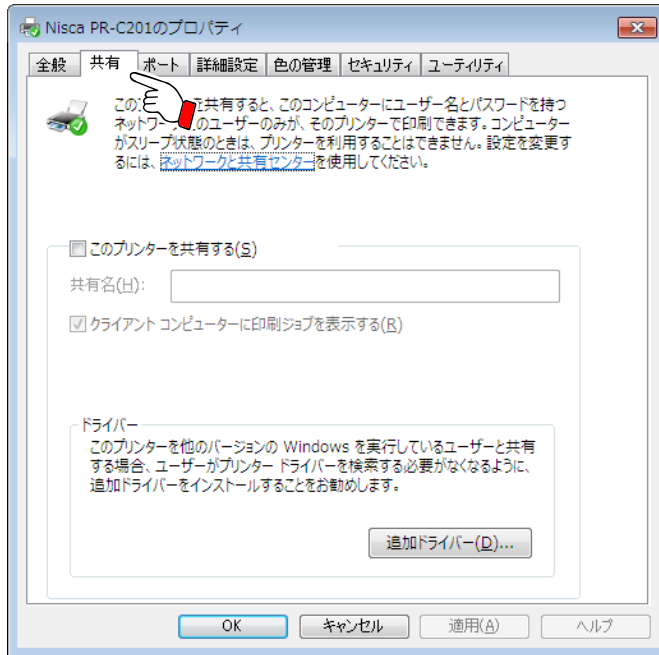 Nisca PR-C201のプロパティ
全般 共有 ポート 詳細設定 色の管理 セキュリティ ユーティリティ
この を共有すると、このコンピューターにユーザー名とパスワードを持つ
ネットワー のユーザーのみが、そのプリンターで印刷できます。コンピューター
がスリープ状態のときは、プリンターを利用することはできません。設定を変更す
るには、ネットワークと共有センターを使用してください。
このプリンターを共有する(S)
共有名(H):
クライアント コンピューターに印刷ジョブを表示する(R)
ドライバー
このプリンターを他のバージョンの Windows を実行しているユーザーと共有
する場合、ユーザーがプリンター ドライバーを検索する必要がなくなるように、
追加ドライバーをインストールすることをお勧めします。
追加ドライバー(D)...
OK キャンセル 適用(A) ヘルプ